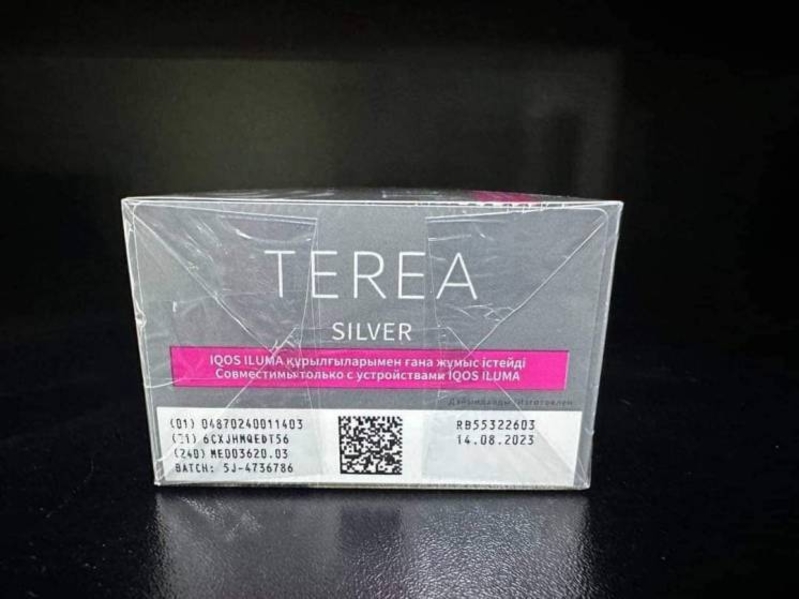 TEREA
SILVER
IQOS ILUMA құрылғыларымен ғана жұмыс істейді
Совместимы только с устройствами IQOS ILUMA
Изготовлен
(01) 04870240011403
RB55322603
(21) 6CXJHMQEDT56
14.08.2023
(240) ME003620.03
BATCH: 5J-4736786